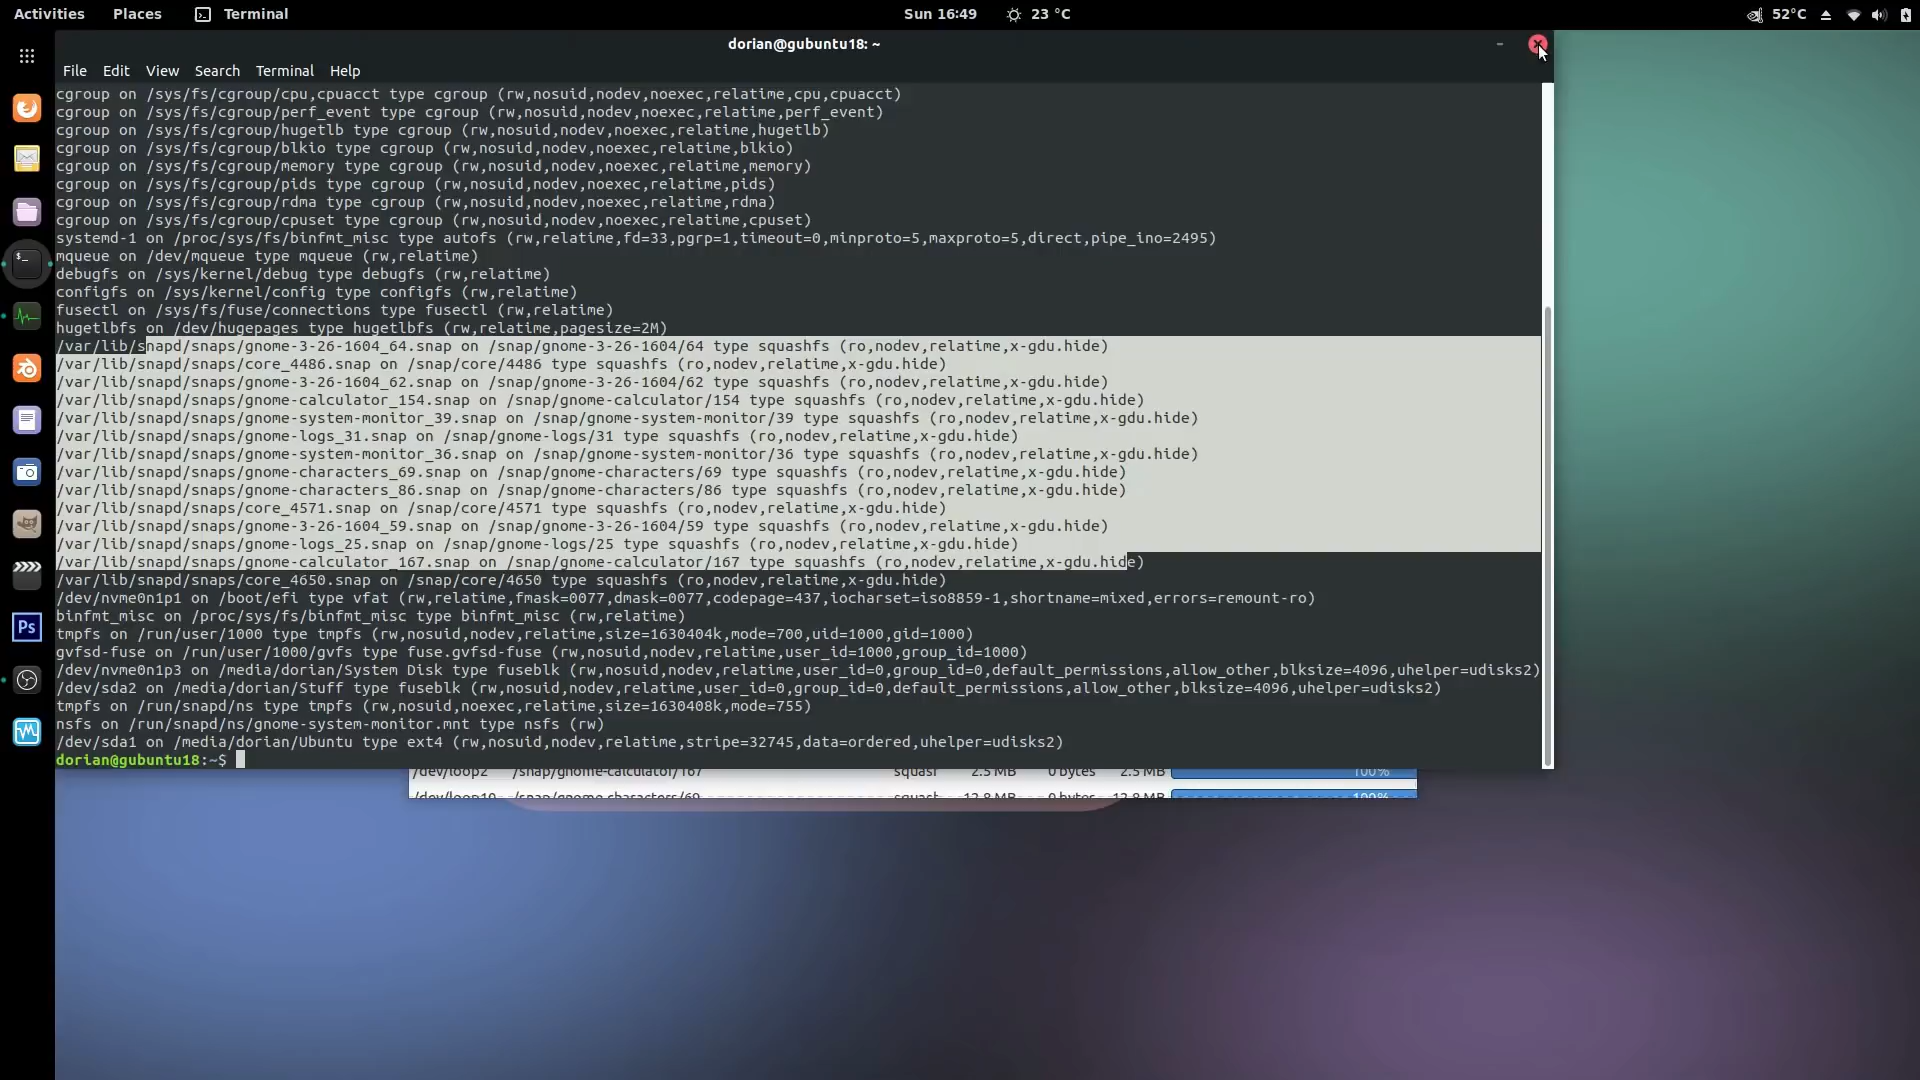 Activities Places Terminal Sun 16:49 23 °C 52°C
dorian@gubuntu18: ~
File Edit View Search Terminal Help
cgroup on /sys/fs/cgroup/cpu,cpuacct type cgroup (rw,nosuid,nodev,noexec,relatime,cpu,cpuacct)
cgroup on /sys/fs/cgroup/perf_event type cgroup (rw,nosuid,nodev,noexec,relatime,perf_event)
cgroup on /sys/fs/cgroup/hugetlb type cgroup (rw,nosuid,nodev,noexec,relatime,hugetlb)
cgroup on /sys/fs/cgroup/blkio type cgroup (rw,nosuid,nodev,noexec,relatime,blkio)
cgroup on /sys/fs/cgroup/memory type cgroup (rw,nosuid,nodev,noexec,relatime,memory)
cgroup on /sys/fs/cgroup/pids type cgroup (rw,nosuid,nodev,noexec,relatime,pids)
cgroup on /sys/fs/cgroup/rdma type cgroup (rw,nosuid,nodev,noexec,relatime,rdma)
cgroup on /sys/fs/cgroup/cpuset type cgroup (rw,nosuid,nodev,noexec,relatime,cpuset)
systemd-1 on /proc/sys/fs/binfmt_misc type autofs (rw,relatime,fd=33,pgrp=1,timeout=0,minproto=5,maxproto=5,direct,pipe_ino=2495)
mqueue on /dev/mqueue type mqueue (rw,relatime)
debugfs on /sys/kernel/debug type debugfs (rw,relatime)
configfs on /sys/kernel/config type configfs (rw,relatime)
fusectl on /sys/fs/fuse/connections type fusectl (rw,relatime)
hugetlbfs on /dev/hugepages type hugetlbfs (rw,relatime,pagesize=2M)
/var/lib/snapd/snaps/gnome-3-26-1604_64.snap on /snap/gnome-3-26-1604/64 type squashfs (ro,nodev,relatime,x-gdu.hide)
/var/lib/snapd/snaps/core_4486.snap on /snap/core/4486 type squashfs (ro,nodev,relatime,x-gdu.hide)
/var/lib/snapd/snaps/gnome-3-26-1604_62.snap on /snap/gnome-3-26-1604/62 type squashfs (ro,nodev,relatime,x-gdu.hide)
/var/lib/snapd/snaps/gnome-calculator_154.snap on /snap/gnome-calculator/154 type squashfs (ro,nodev,relatime,x-gdu.hide)
/var/lib/snapd/snaps/gnome-system-monitor_39.snap on /snap/gnome-system-monitor/39 type squashfs (ro,nodev,relatime,x-gdu.hide)
/var/lib/snapd/snaps/gnome-logs_31.snap on /snap/gnome-logs/31 type squashfs (ro,nodev,relatime,x-gdu.hide)
/var/lib/snapd/snaps/gnome-system-monitor_36.snap on /snap/gnome-system-monitor/36 type squashfs (ro,nodev,relatime,x-gdu.hide)
/var/lib/snapd/snaps/gnome-characters_69.snap on /snap/gnome-characters/69 type squashfs (ro,nodev,relatime,x-gdu.hide)
/var/lib/snapd/snaps/gnome-characters_86.snap on /snap/gnome-characters/86 type squashfs (ro,nodev,relatime,x-gdu.hide)
/var/lib/snapd/snaps/core_4571.snap on /snap/core/4571 type squashfs (ro,nodev,relatime,x-gdu.hide)
/var/lib/snapd/snaps/gnome-3-26-1604_59.snap on /snap/gnome-3-26-1604/59 type squashfs (ro,nodev,relatime,x-gdu.hide)
/var/lib/snapd/snaps/gnome-logs_25.snap on /snap/gnome-logs/25 type squashfs (ro,nodev,relatime,x-gdu.hide)
/var/lib/snapd/snaps/gnome-calculator_167.snap on /snap/gnome-calculator/167 type squashfs (ro,nodev,relatime,x-gdu.hide)
/var/lib/snapd/snaps/core_4650.snap on /snap/core/4650 type squashfs (ro,nodev,relatime,x-gdu.hide)
/dev/nvme0n1p1 on /boot/efi type vfat (rw,relatime,fmask=0077,dmask=0077,codepage=437,iocharset=iso8859-1,shortname=mixed,errors=remount-ro)
binfmt_misc on /proc/sys/fs/binfmt_misc type binfmt_misc (rw,relatime)
tmpfs on /run/user/1000 type tmpfs (rw,nosuid,nodev,relatime,size=1630404k,mode=700,uid=1000,gid=1000)
gvfsd-fuse on /run/user/1000/gvfs type fuse.gvfsd-fuse (rw,nosuid,nodev,relatime,user_id=1000,group_id=1000)
/dev/nvme0n1p3 on /media/dorian/System Disk type fuseblk (rw,nosuid,nodev,relatime,user_id=0,group_id=0,default_permissions,allow_other,blksize=4096,uhelper=udisks2)
/dev/sda2 on /media/dorian/Stuff type fuseblk (rw,nosuid,nodev,relatime,user_id=0,group_id=0,default_permissions,allow_other,blksize=4096,uhelper=udisks2)
tmpfs on /run/snapd/ns type tmpfs (rw,nosuid,noexec,relatime,size=1630408k,mode=755)
nsfs on /run/snapd/ns/gnome-system-monitor.mnt type nsfs (rw)
/dev/sda1 on /media/dorian/Ubuntu type ext4 (rw,nosuid,nodev,relatime,stripe=32745,data=ordered,uhelper=udisks2)
dorian@gubuntu18:~$
/dev/loop2 /snap/gnome-calculator/167 squasl 2.5 MB 0 bytes 2.5 MB 100%
/dev/loop10 /snap/gnome-characters/69 squasl 12.8 MB 0 bytes 12.8 MB 100%
Ps